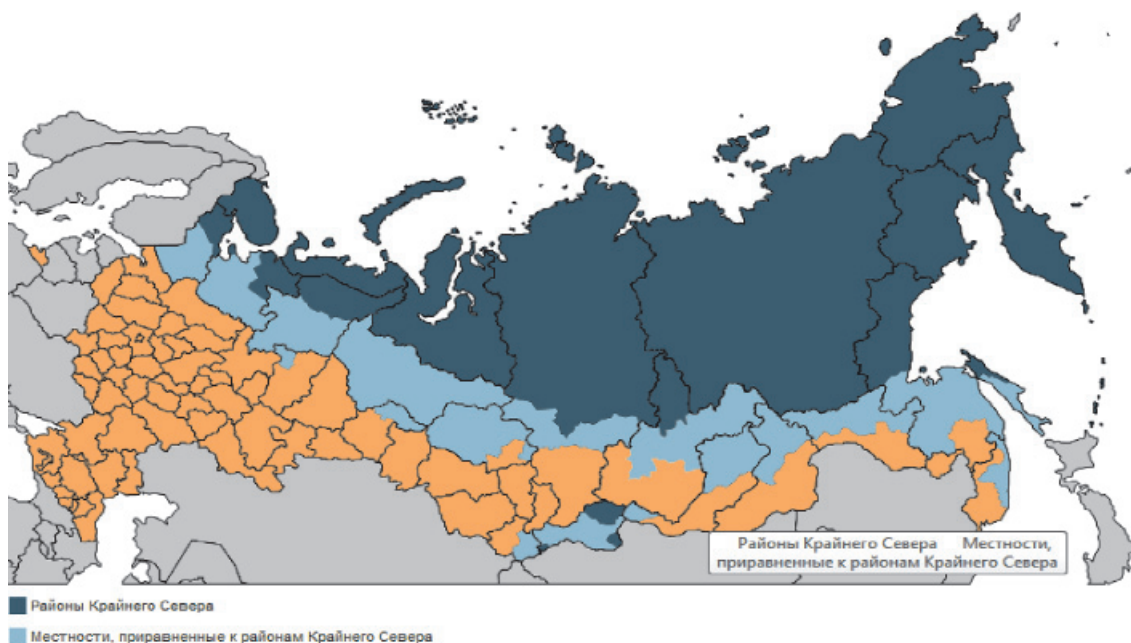 Районы Крайнего Севера Местности,
приравненные к районам Крайнего Севера
Районы Крайнего Севера
Местности, приравненные к районам Крайнего Севера